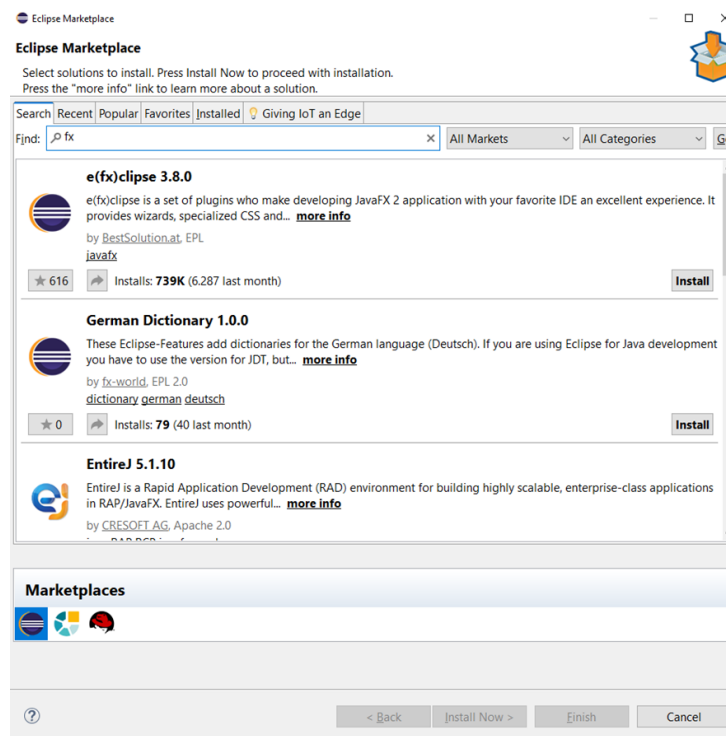 Eclipse Marketplace
Eclipse Marketplace
Select solutions to install. Press Install Now to proceed with installation.
Press the "more info" link to learn more about a solution.
Search Recent Popular Favorites Installed Giving IoT an Edge
Find: fx All Markets All Categories
e(fx)clipse 3.8.0
e(fx)clipse is a set of plugins who make developing JavaFX 2 application with your favorite IDE an excellent experience. It
provides wizards, specialized CSS and... more info
by BestSolution.at, EPL
javafx
616 Installs: 739K (6.287 last month) Install
German Dictionary 1.0.0
These Eclipse-Features add dictionaries for the German language (Deutsch). If you are using Eclipse for Java development
you have to use the version for JDT, but... more info
by fx-world, EPL 2.0
dictionary german deutsch
0 Installs: 79 (40 last month) Install
EntireJ 5.1.10
EntireJ is a Rapid Application Development (RAD) environment for building highly scalable, enterprise-class applications
in RAP/JavaFX. EntireJ uses powerful... more info
by CRESOFT AG, Apache 2.0
Marketplaces
? < Back Install Now > Finish Cancel